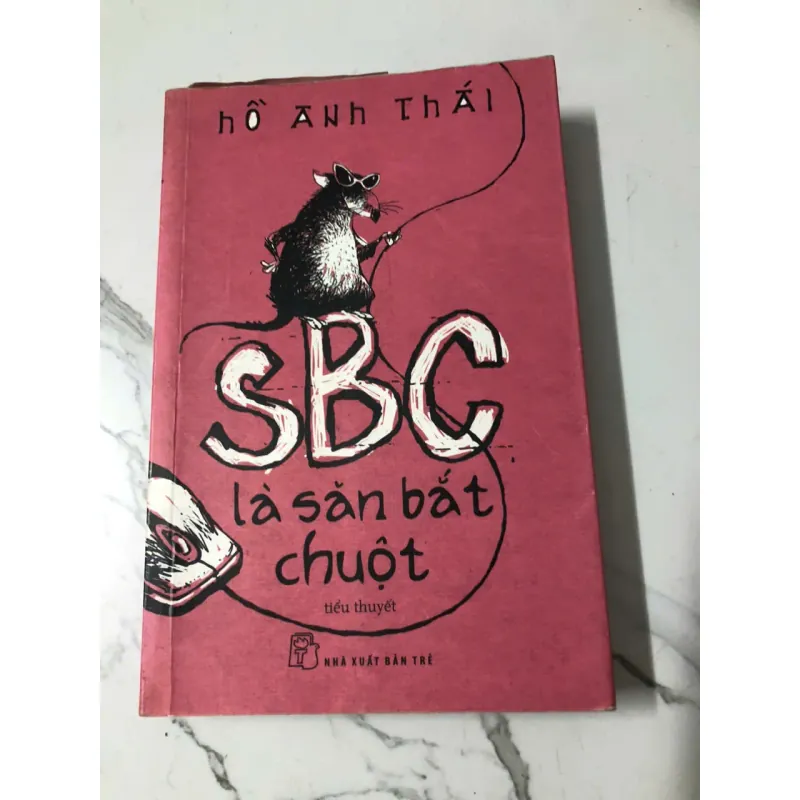 Hồ Anh Thái
SBC
là săn bắt
chuột
tiểu thuyết
NHÀ XUẤT BẢN TRẺ